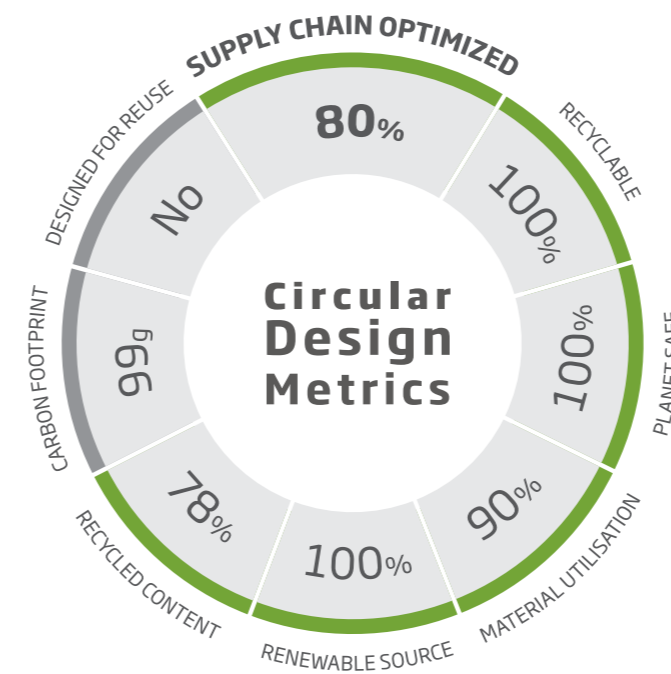 SUPPLY CHAIN OPTIMIZED
80%
RECYCLABLE
100%
PLANET SAFE
100%
MATERIAL UTILISATION
90%
RENEWABLE SOURCE
100%
RECYCLED CONTENT
78%
CARBON FOOTPRINT
99g
DESIGNED FOR REUSE
No
Circular
Design
Metrics